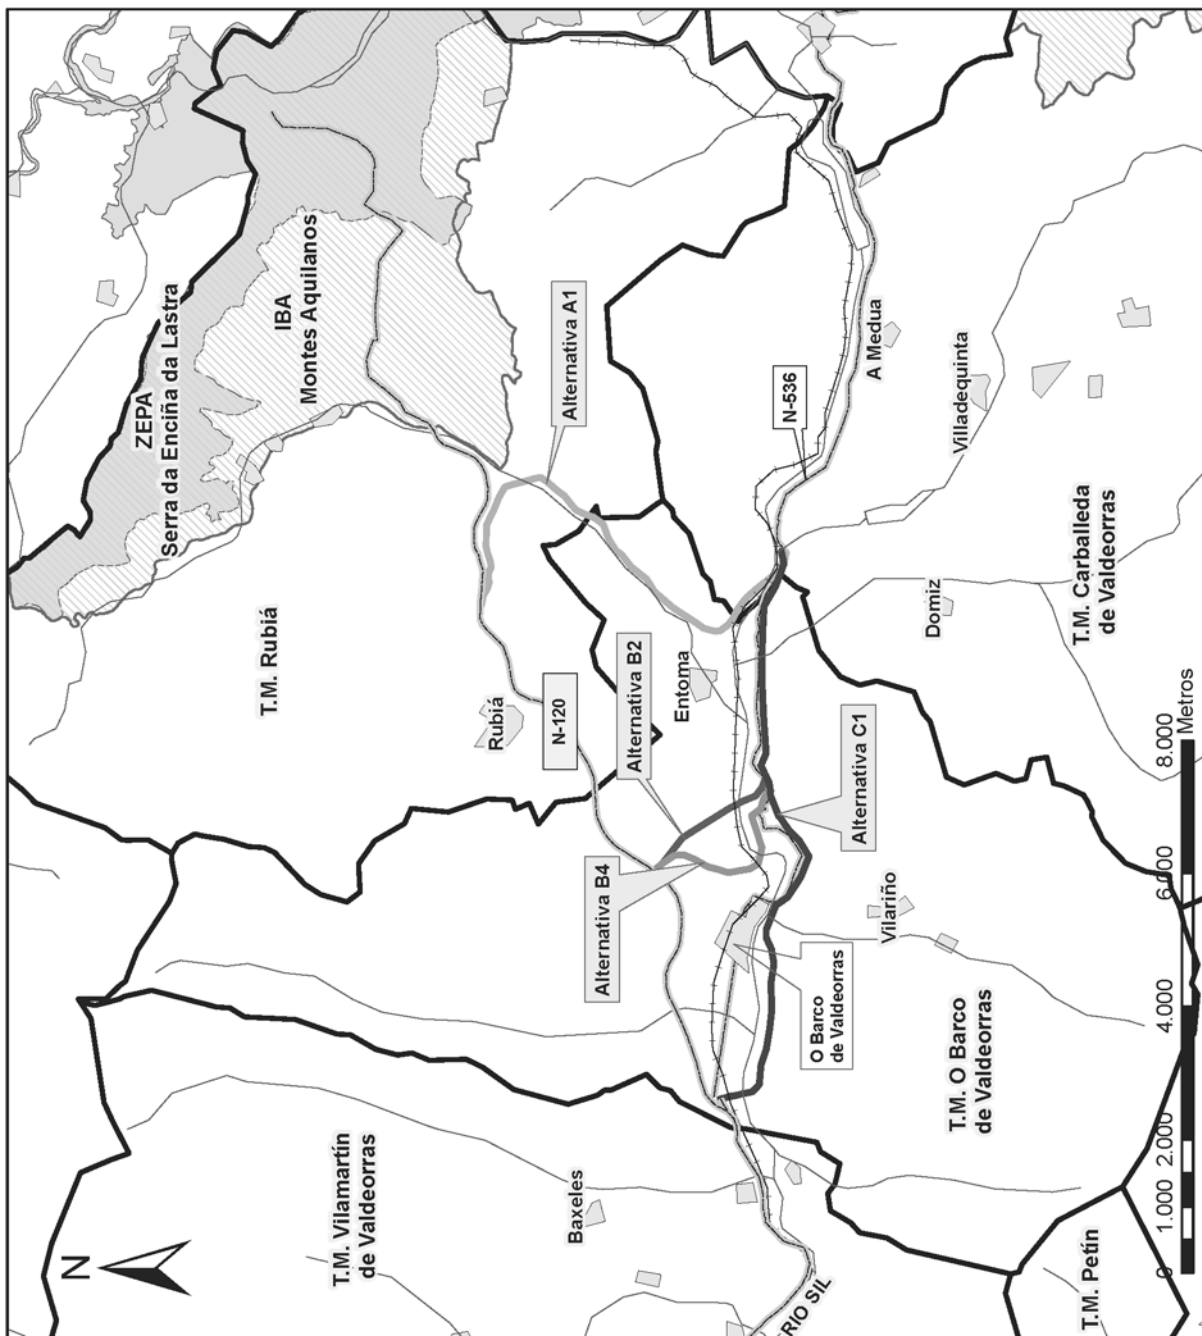 N
ZEPA
Serra da Enciña da Lastra
T.M. Rubiá
IBA
Montes Aquilanos
T.M. Vilamartín
de Valdeorras
Rubiá
N-120
Alternativa A1
Baxeles
Alternativa B4
Alternativa B2
Entoma
N-536
RIO SIL
O Barco
de Valdeorras
Alternativa C1
A Medua
Vilariño
Domiz
Villadequinta
T.M. O Barco
de Valdeorras
T.M. Carballeda
de Valdeorras
T.M. Petín
0 1.000 2.000 4.000 6.000 8.000
Metros